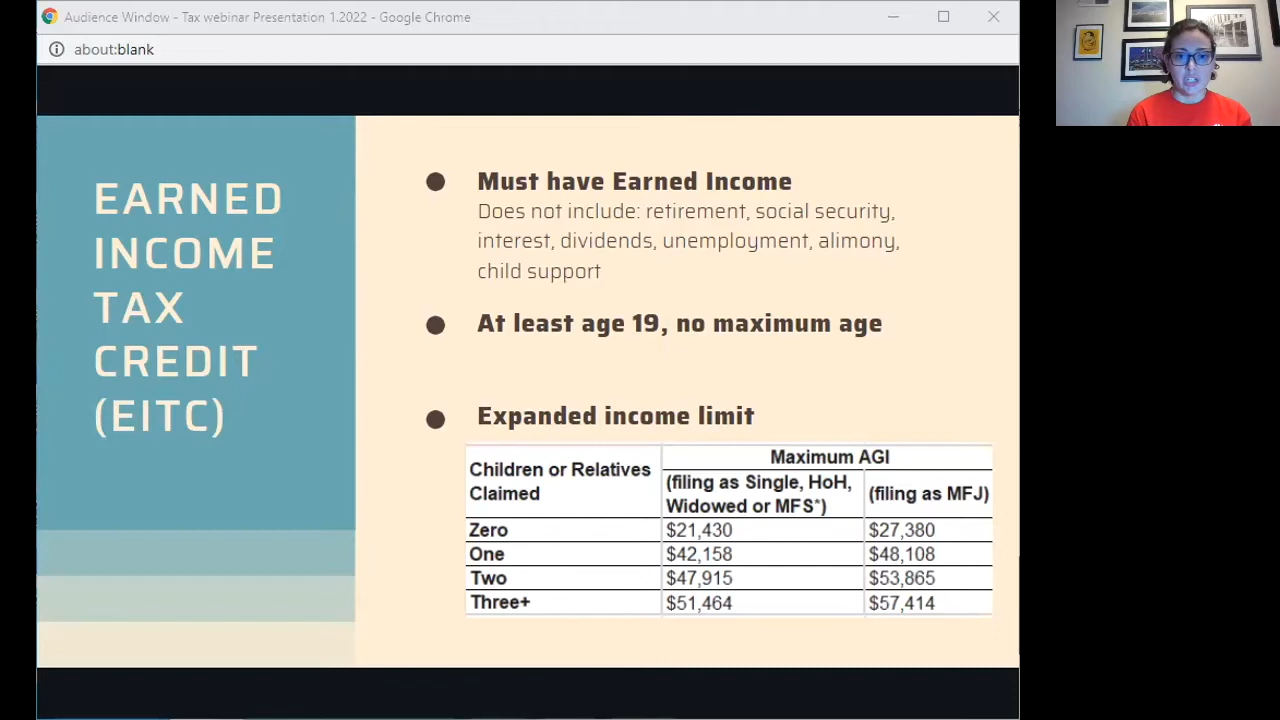 Audience Window - Tax webinar Presentation 1.2022 - Google Chrome
about:blank
EARNED
INCOME
TAX
CREDIT
(EITC)
Must have Earned Income
Does not include: retirement, social security,
interest, dividends, unemployment, alimony,
child support
At least age 19, no maximum age
Expanded income limit
Children or Relatives
Claimed
Maximum AGI
(filing as Single, HoH,
Widowed or MFS*)
(filing as MFJ)
Zero $21,430 $27,380
One $42,158 $48,108
Two $47,915 $53,865
Three+ $51,464 $57,414